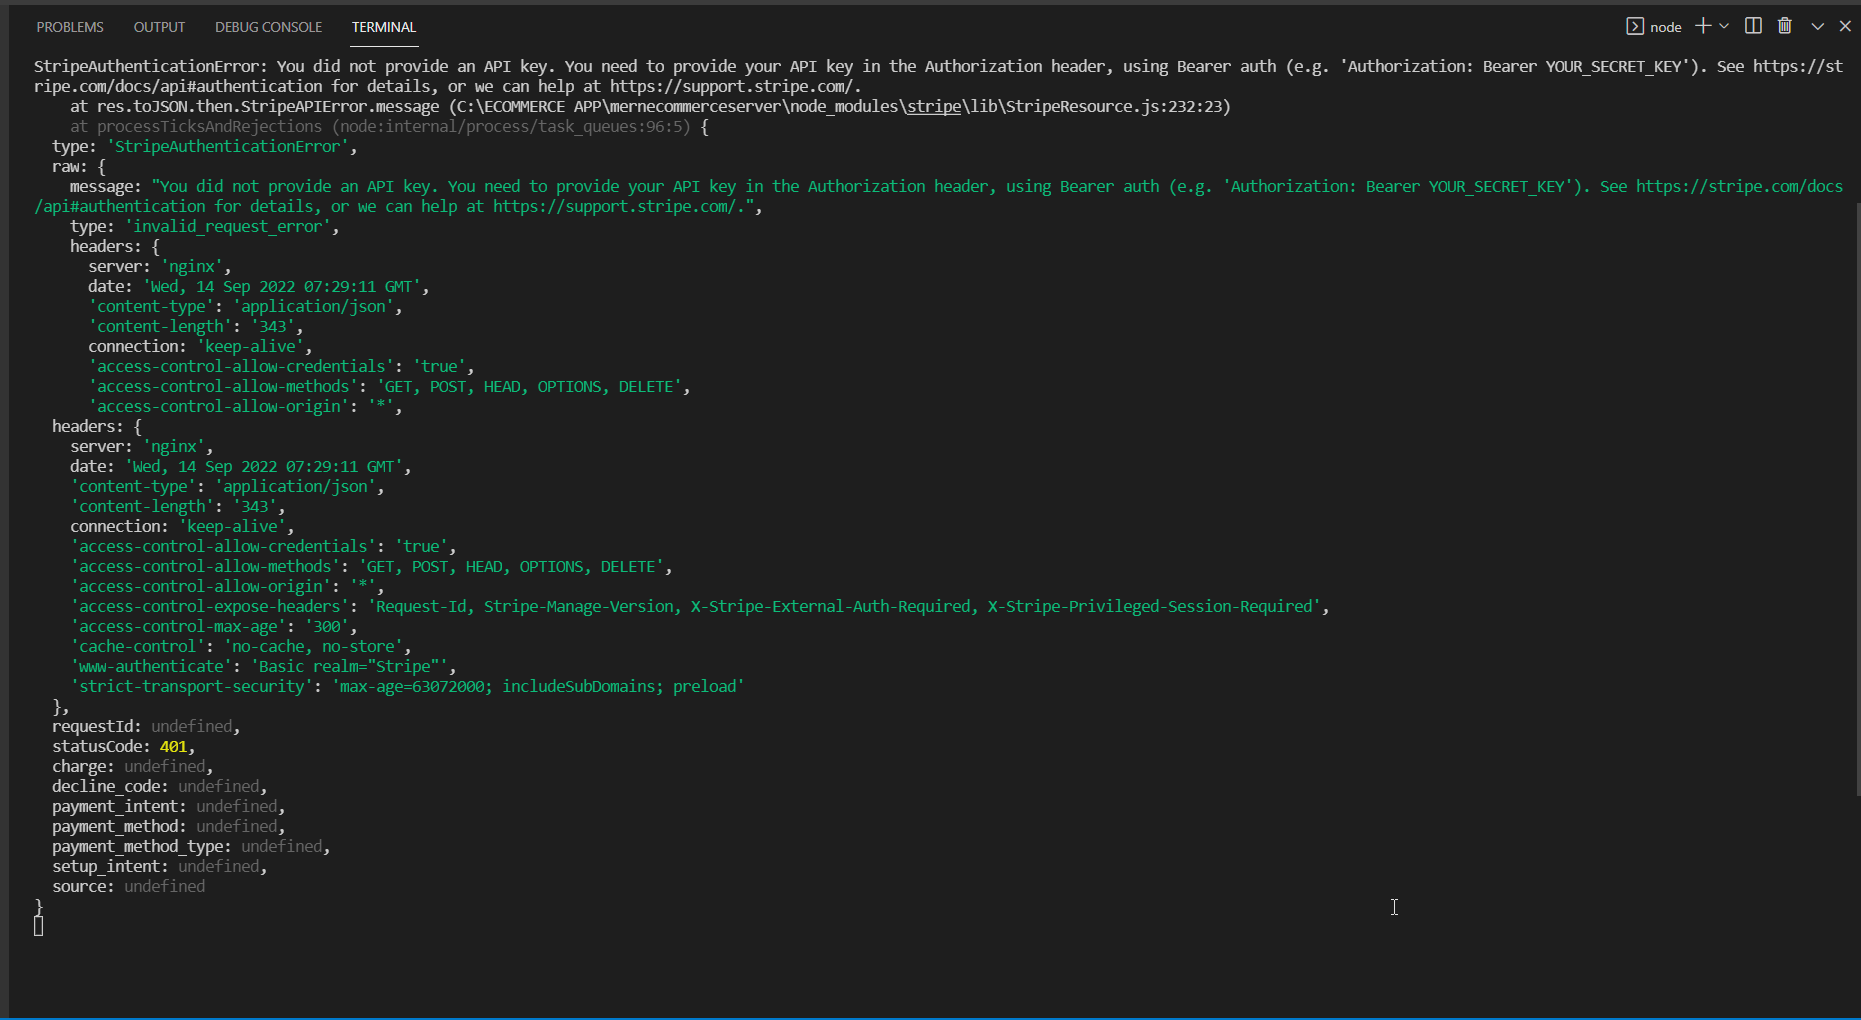 PROBLEMS OUTPUT DEBUG CONSOLE TERMINAL node
StripeAuthenticationError: You did not provide an API key. You need to provide your API key in the Authorization header, using Bearer auth (e.g. 'Authorization: Bearer YOUR_SECRET_KEY'). See https://st
ripe.com/docs/api#authentication for details, or we can help at https://support.stripe.com/.
at res.toJSON.then.StripeAPIError.message (C:\ECOMMERCE APP\mernecommerceserver\node_modules\stripe\lib\StripeResource.js:232:23)
at processTicksAndRejections (node:internal/process/task_queues:96:5) {
type: 'StripeAuthenticationError',
raw: {
message: "You did not provide an API key. You need to provide your API key in the Authorization header, using Bearer auth (e.g. 'Authorization: Bearer YOUR_SECRET_KEY'). See https://stripe.com/docs
/api#authentication for details, or we can help at https://support.stripe.com/.",
type: 'invalid_request_error',
headers: {
server: 'nginx',
date: 'Wed, 14 Sep 2022 07:29:11 GMT',
'content-type': 'application/json',
'content-length': '343',
connection: 'keep-alive',
'access-control-allow-credentials': 'true',
'access-control-allow-methods': 'GET, POST, HEAD, OPTIONS, DELETE',
'access-control-allow-origin': '*',
headers: {
server: 'nginx',
date: 'Wed, 14 Sep 2022 07:29:11 GMT',
'content-type': 'application/json',
'content-length': '343',
connection: 'keep-alive',
'access-control-allow-credentials': 'true',
'access-control-allow-methods': 'GET, POST, HEAD, OPTIONS, DELETE',
'access-control-allow-origin': '*',
'access-control-expose-headers': 'Request-Id, Stripe-Manage-Version, X-Stripe-External-Auth-Required, X-Stripe-Privileged-Session-Required',
'access-control-max-age': '300',
'cache-control': 'no-cache, no-store',
'www-authenticate': 'Basic realm="Stripe"',
'strict-transport-security': 'max-age=63072000; includeSubDomains; preload'
},
requestId: undefined,
statusCode: 401,
charge: undefined,
decline_code: undefined,
payment_intent: undefined,
payment_method: undefined,
payment_method_type: undefined,
setup_intent: undefined,
source: undefined
}